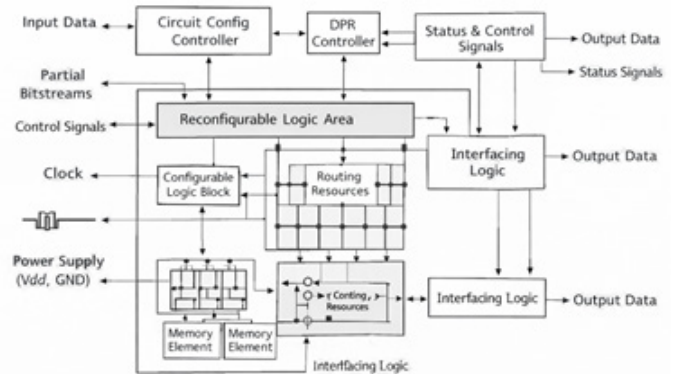 Input Data
Circuit Config
Controller
DPR
Controller
Status & Control
Signals
Output Data
Status Signals
Partial
Bitstreams
Control Signals
Reconfiqurable Logic Area
Clock
Configurable
Logic Block
Routing
Resources
Interfacing
Logic
Output Data
Power Supply
(Vdd, GND)
Conting
Resources
Interfacing Logic
Output Data
Memory
Element
Memory
Element
Interfacing Logic